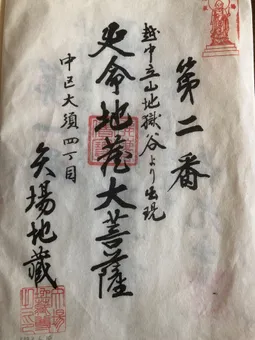 第二番
越中立山地獄谷より出現
延命地蔵大菩薩
中区大須四丁目
矢場地蔵